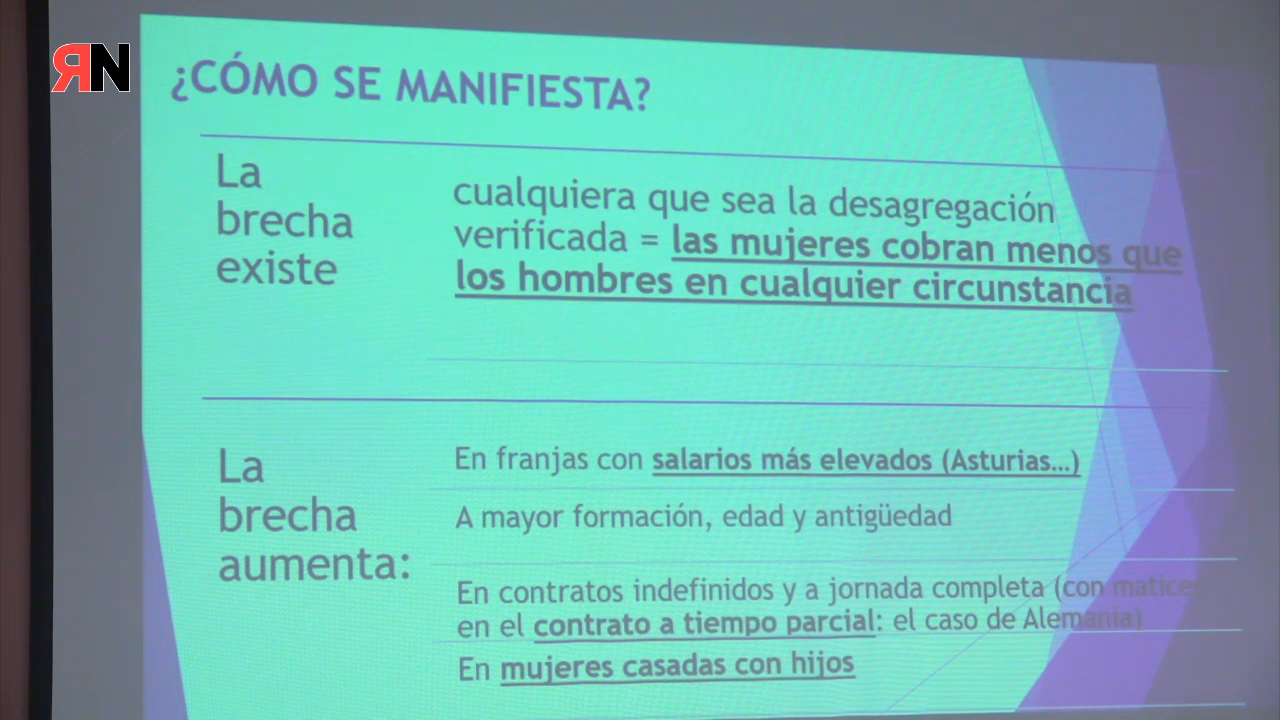 ЯN
¿CÓMO SE MANIFIESTA?
La
brecha
existe
cualquiera que sea la desagregación
verificada = las mujeres cobran menos que
los hombres en cualquier circunstancia
La
brecha
aumenta:
En franjas con salarios más elevados (Asturias...)
A mayor formación, edad y antigüedad
En contratos indefinidos y a jornada completa (con matices
en el contrato a tiempo parcial: el caso de Alemania)
En mujeres casadas con hijos